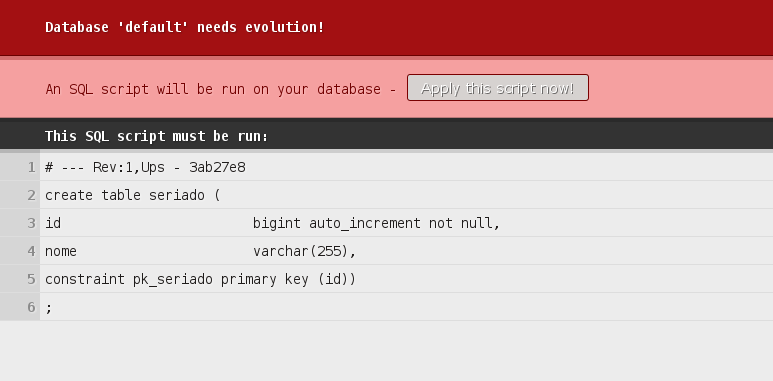 Database 'default' needs evolution!
An SQL script will be run on your database - Apply this script now!
This SQL script must be run:
1 # --- Rev:1,Ups - 3ab27e8
2 create table seriado (
3 id                        bigint auto_increment not null,
4 nome                      varchar(255),
5 constraint pk_seriado primary key (id))
6 ;